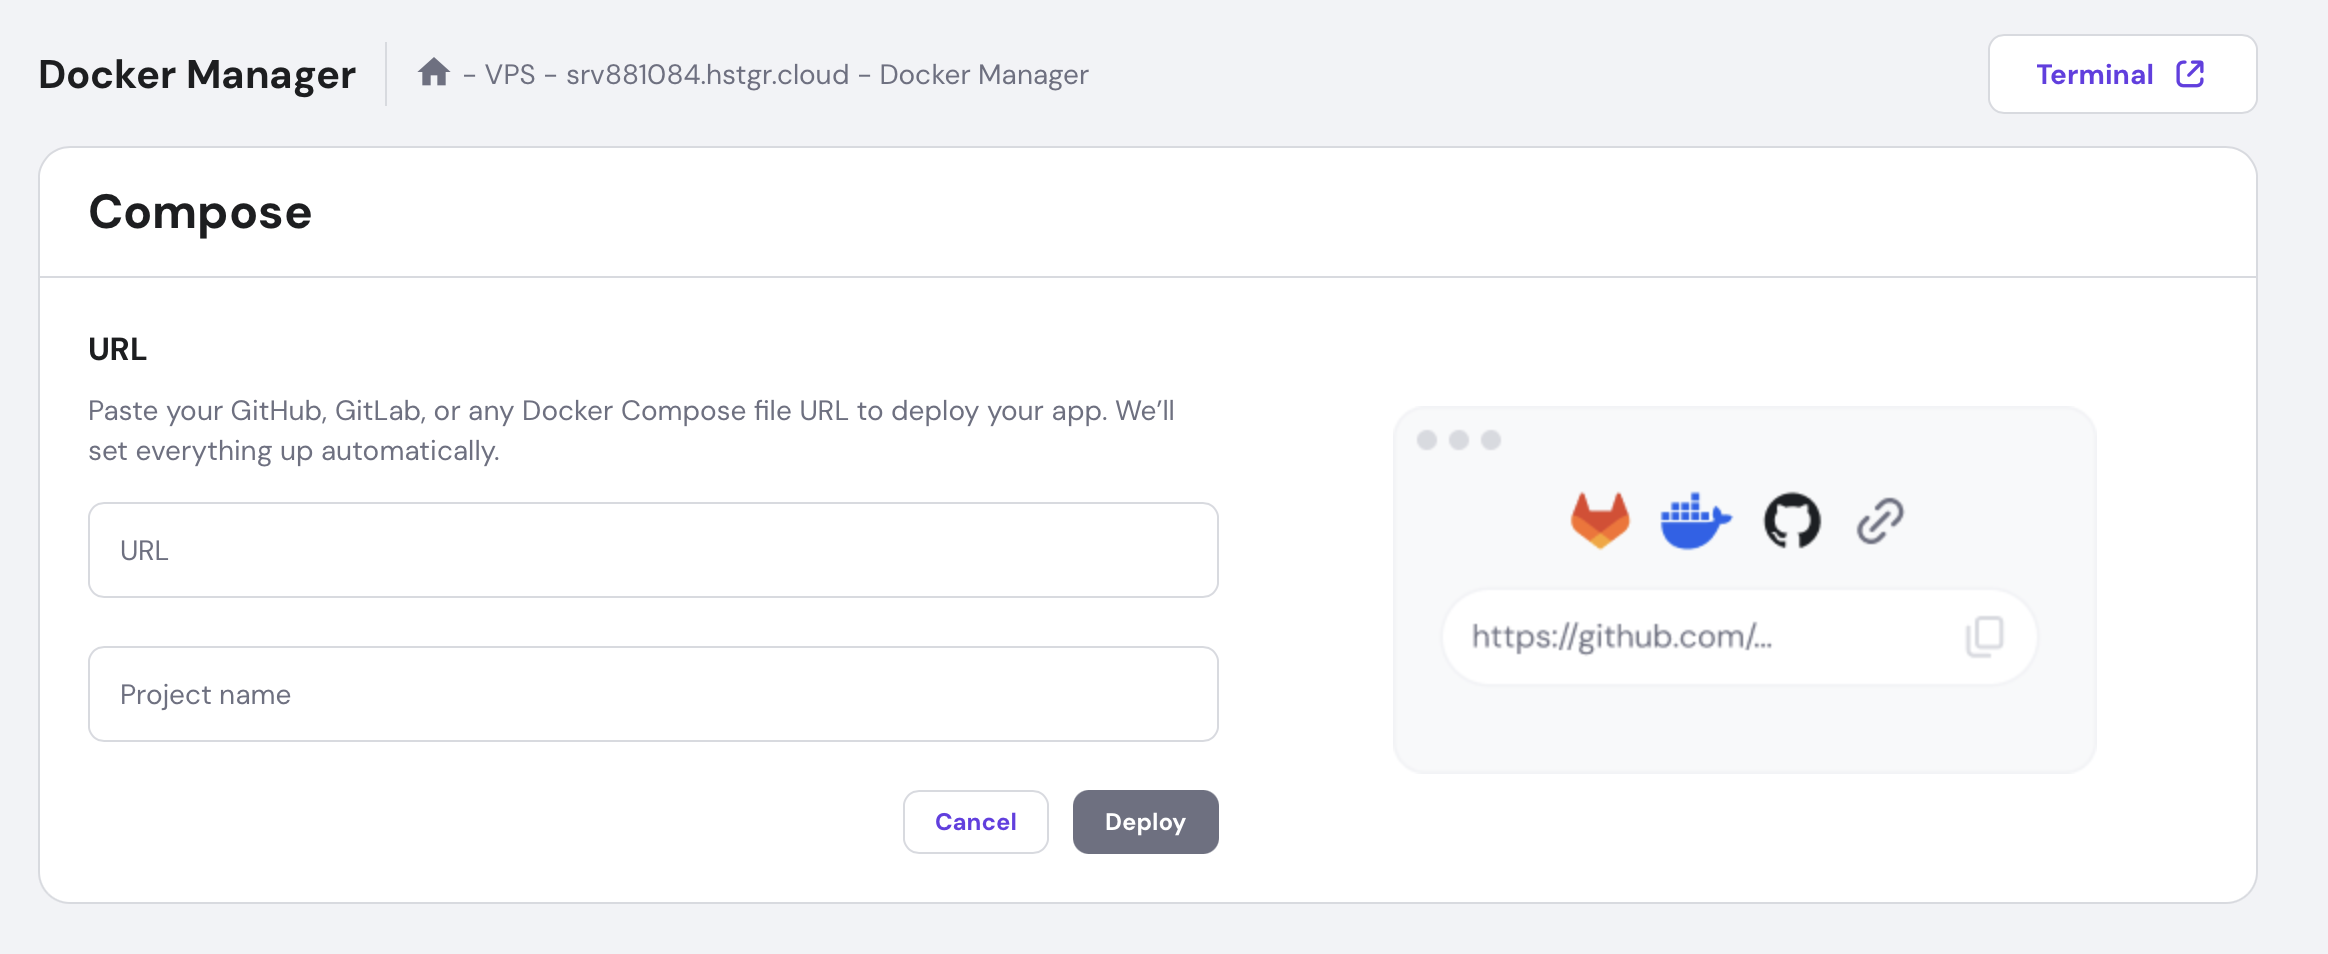 Docker Manager
- VPS - srv881084.hstgr.cloud - Docker Manager
Terminal
Compose
URL
Paste your GitHub, GitLab, or any Docker Compose file URL to deploy your app. We’ll
set everything up automatically.
URL
Project name
Cancel
Deploy
https://github.com/...